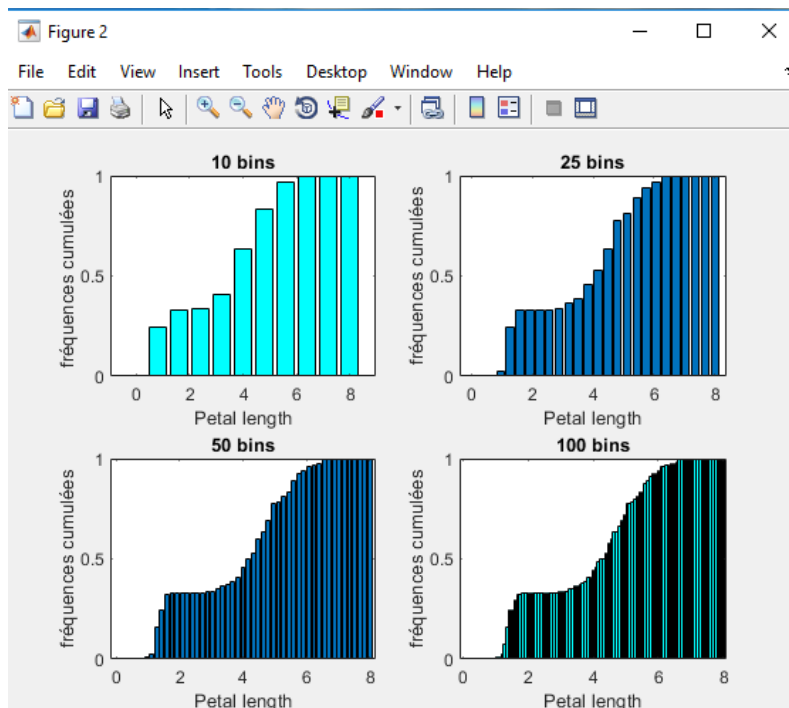 Figure 2
File Edit View Insert Tools Desktop Window Help
10 bins
fréquences cumulées
1
0.5
0
0 2 4 6 8
Petal length
25 bins
fréquences cumulées
1
0.5
0
0 2 4 6 8
Petal length
50 bins
fréquences cumulées
1
0.5
0
0 2 4 6 8
Petal length
100 bins
fréquences cumulées
1
0.5
0
0 2 4 6 8
Petal length